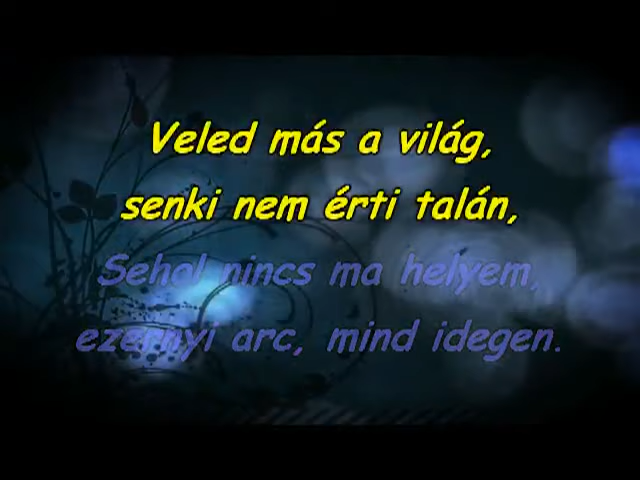 Veled más a világ,
senki nem érti talán,
Sehol nincs ma helyem,
ezernyi arc, mind idegen.